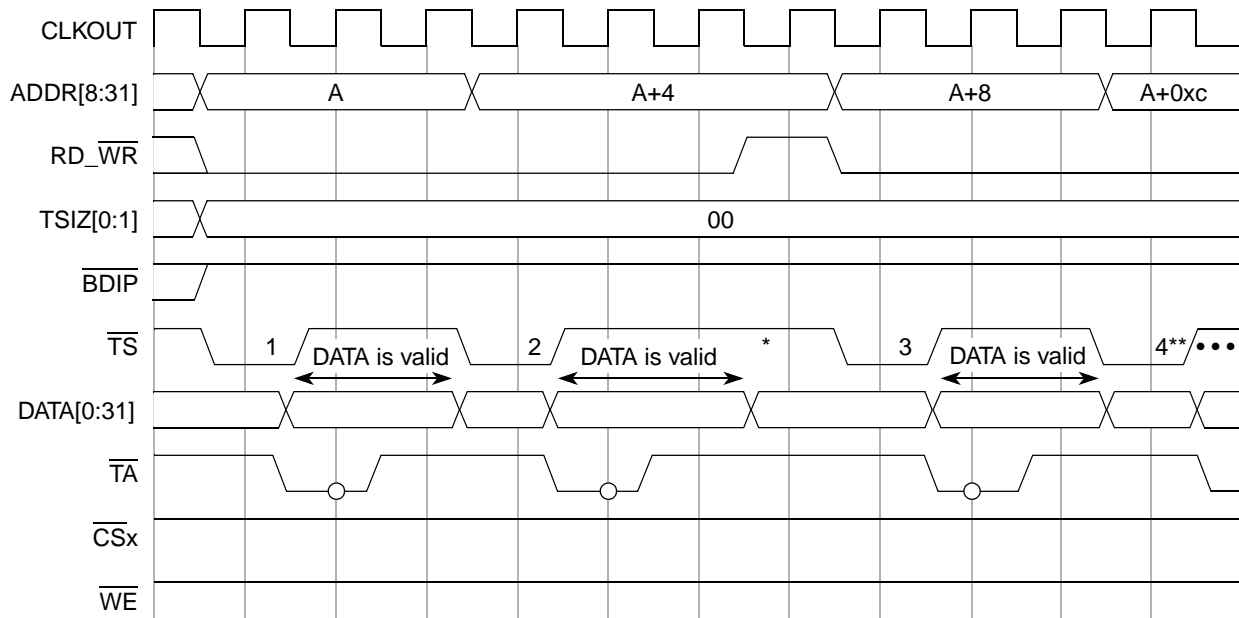 CLKOUT
ADDR[8:31] A A+4 A+8 A+0xc
RD_WR
TSIZ[0:1] 00
BDIP
TS 1 2 * 3 4** •••
DATA is valid DATA is valid DATA is valid
DATA[0:31]
TA
CSx
WE